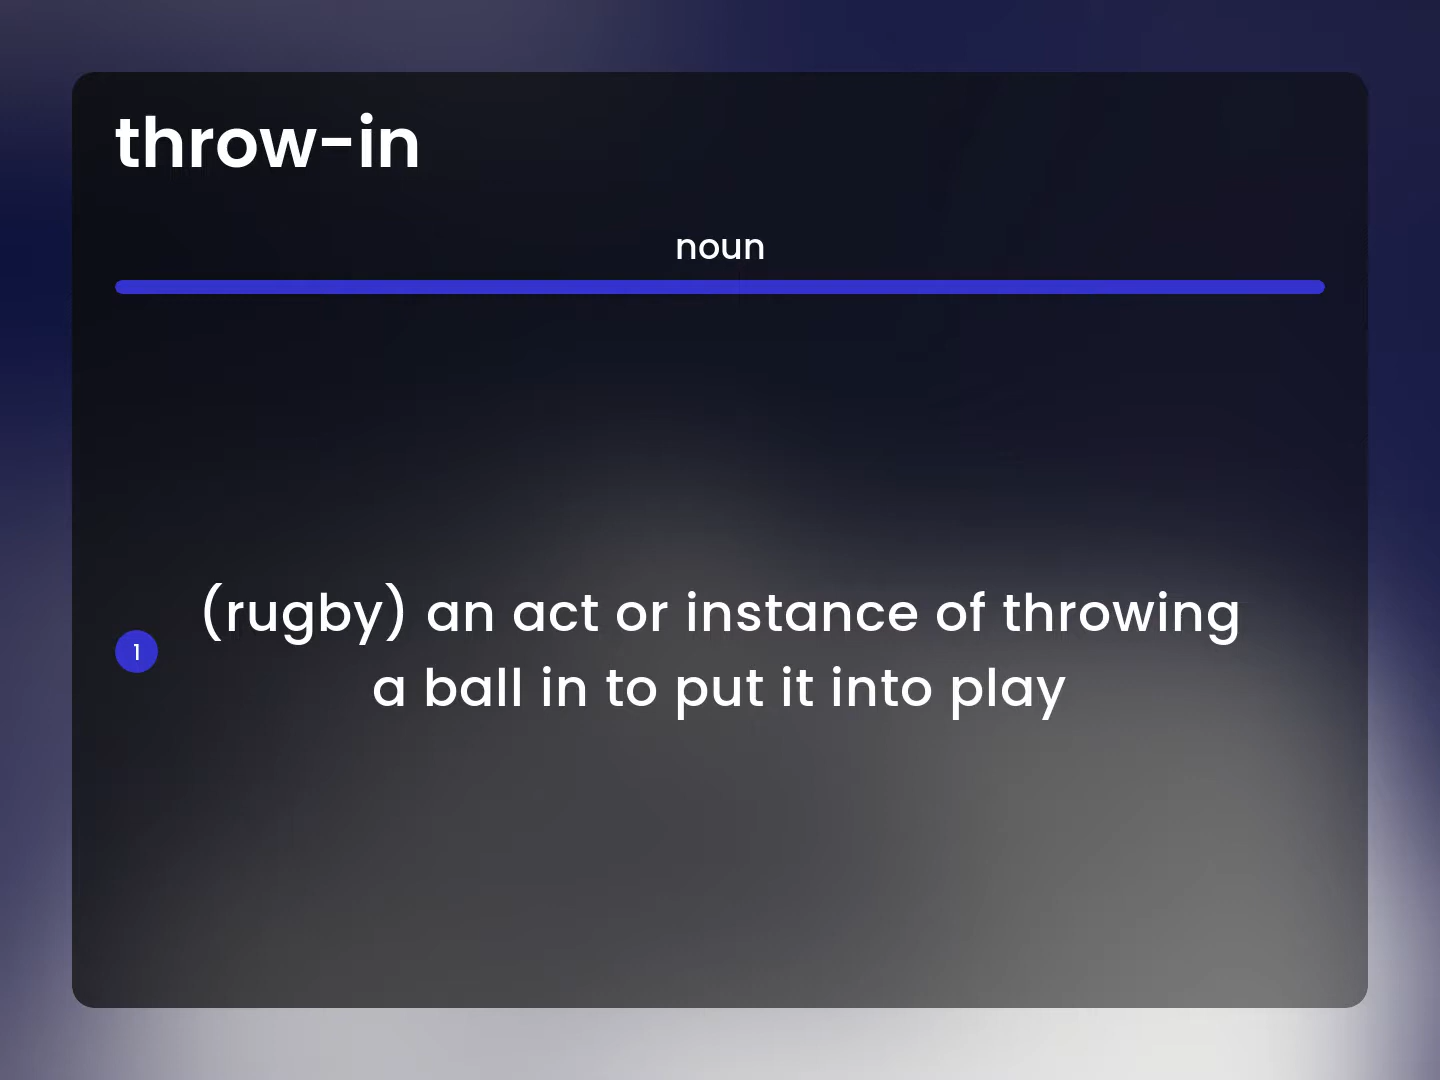 throw-in
noun
1
(rugby) an act or instance of throwing
a ball in to put it into play